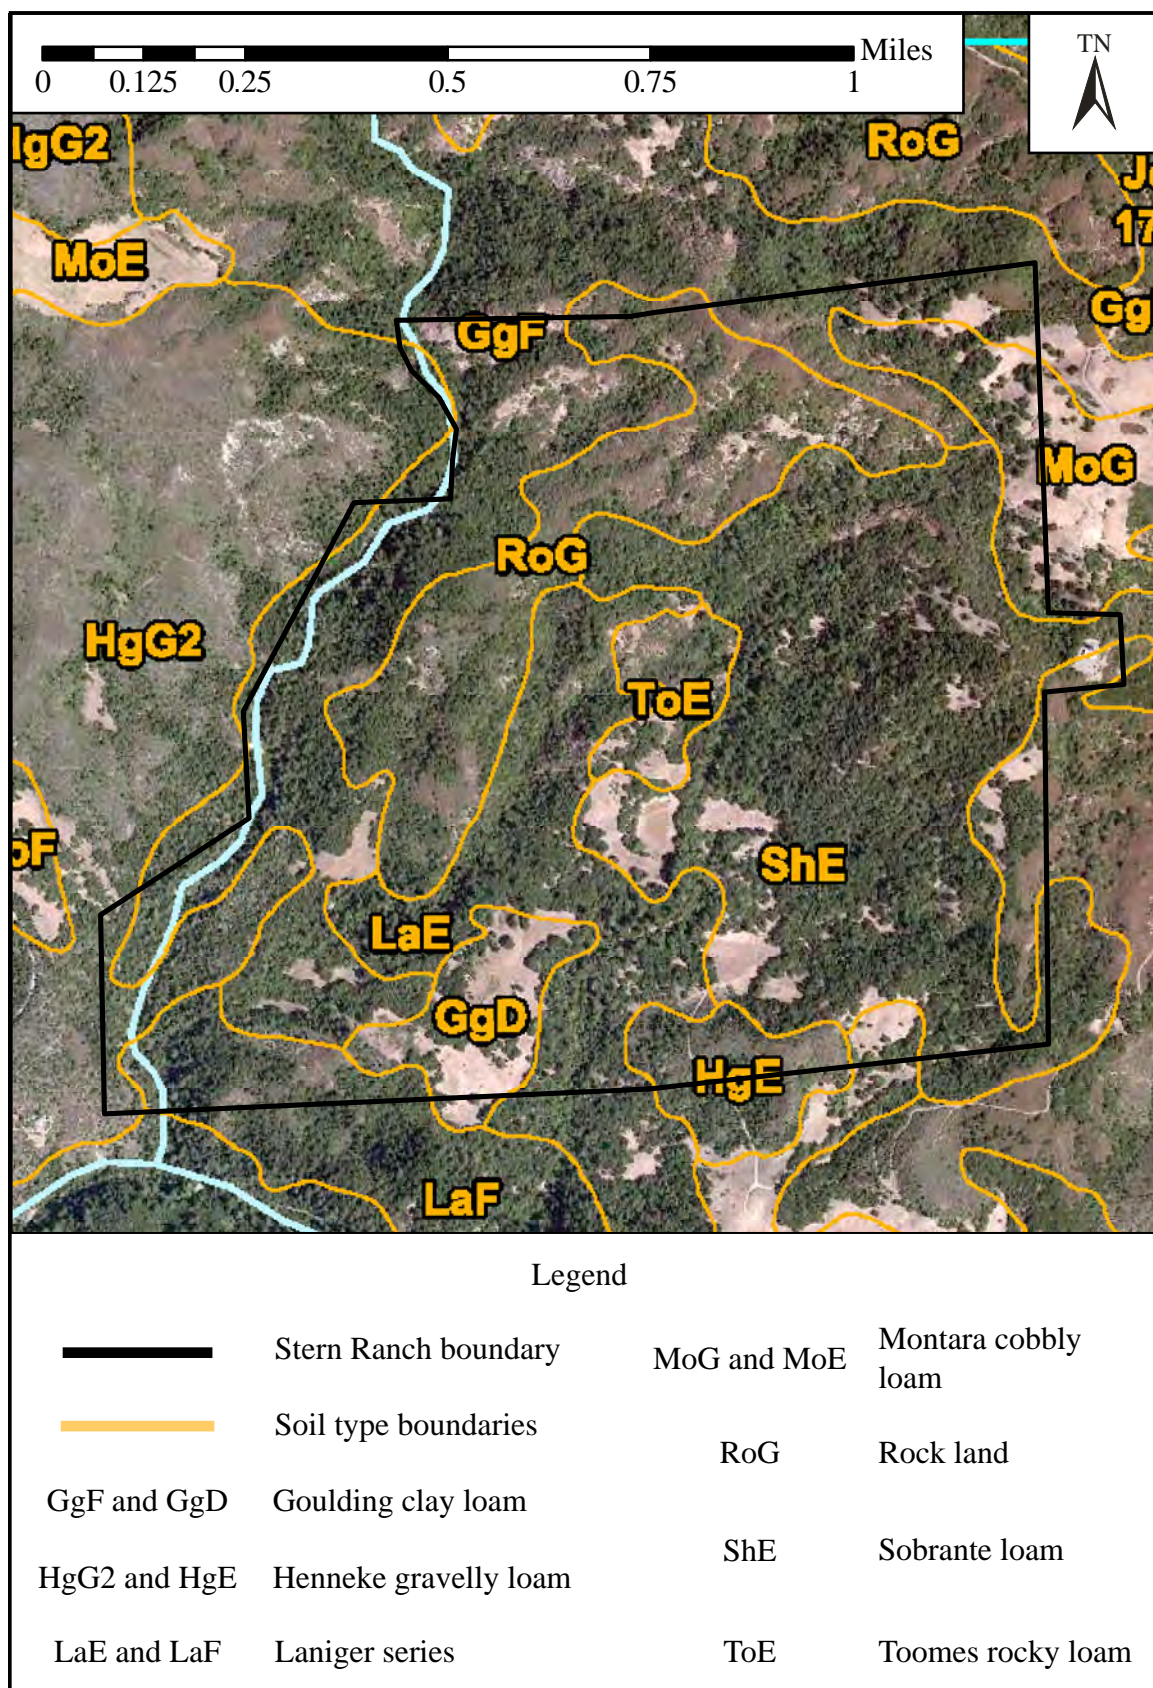 Miles
0 0.125 0.25 0.5 0.75 1
TN
RoG
MoE
17
GgF
MoG
RoG
HgG2
ToE
ShE
LaE
GgD
HgE
LaF
Legend
Stern Ranch boundary
Soil type boundaries
GgF and GgD Goulding clay loam
HgG2 and HgE Henneke gravelly loam
LaE and LaF Laniger series
MoG and MoE Montara cobbly
loam
RoG Rock land
ShE Sobrante loam
ToE Toomes rocky loam